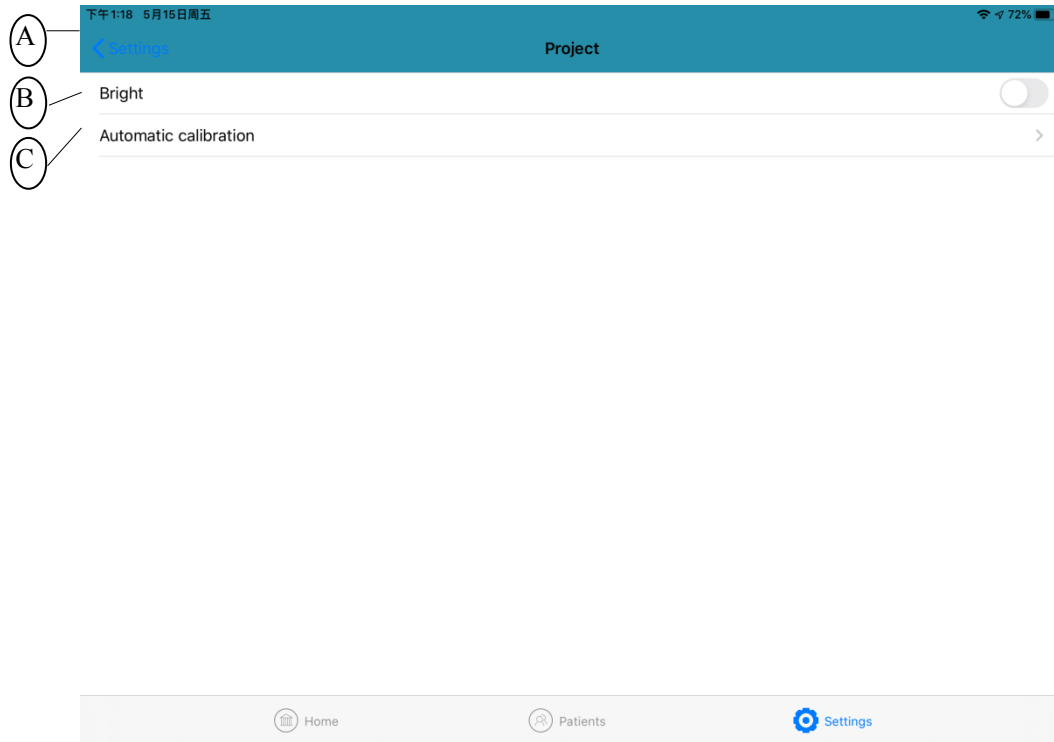 下午1:18 5月15日周五 72%
A
Settings Project
B Bright
Automatic calibration
C
Home Patients Settings